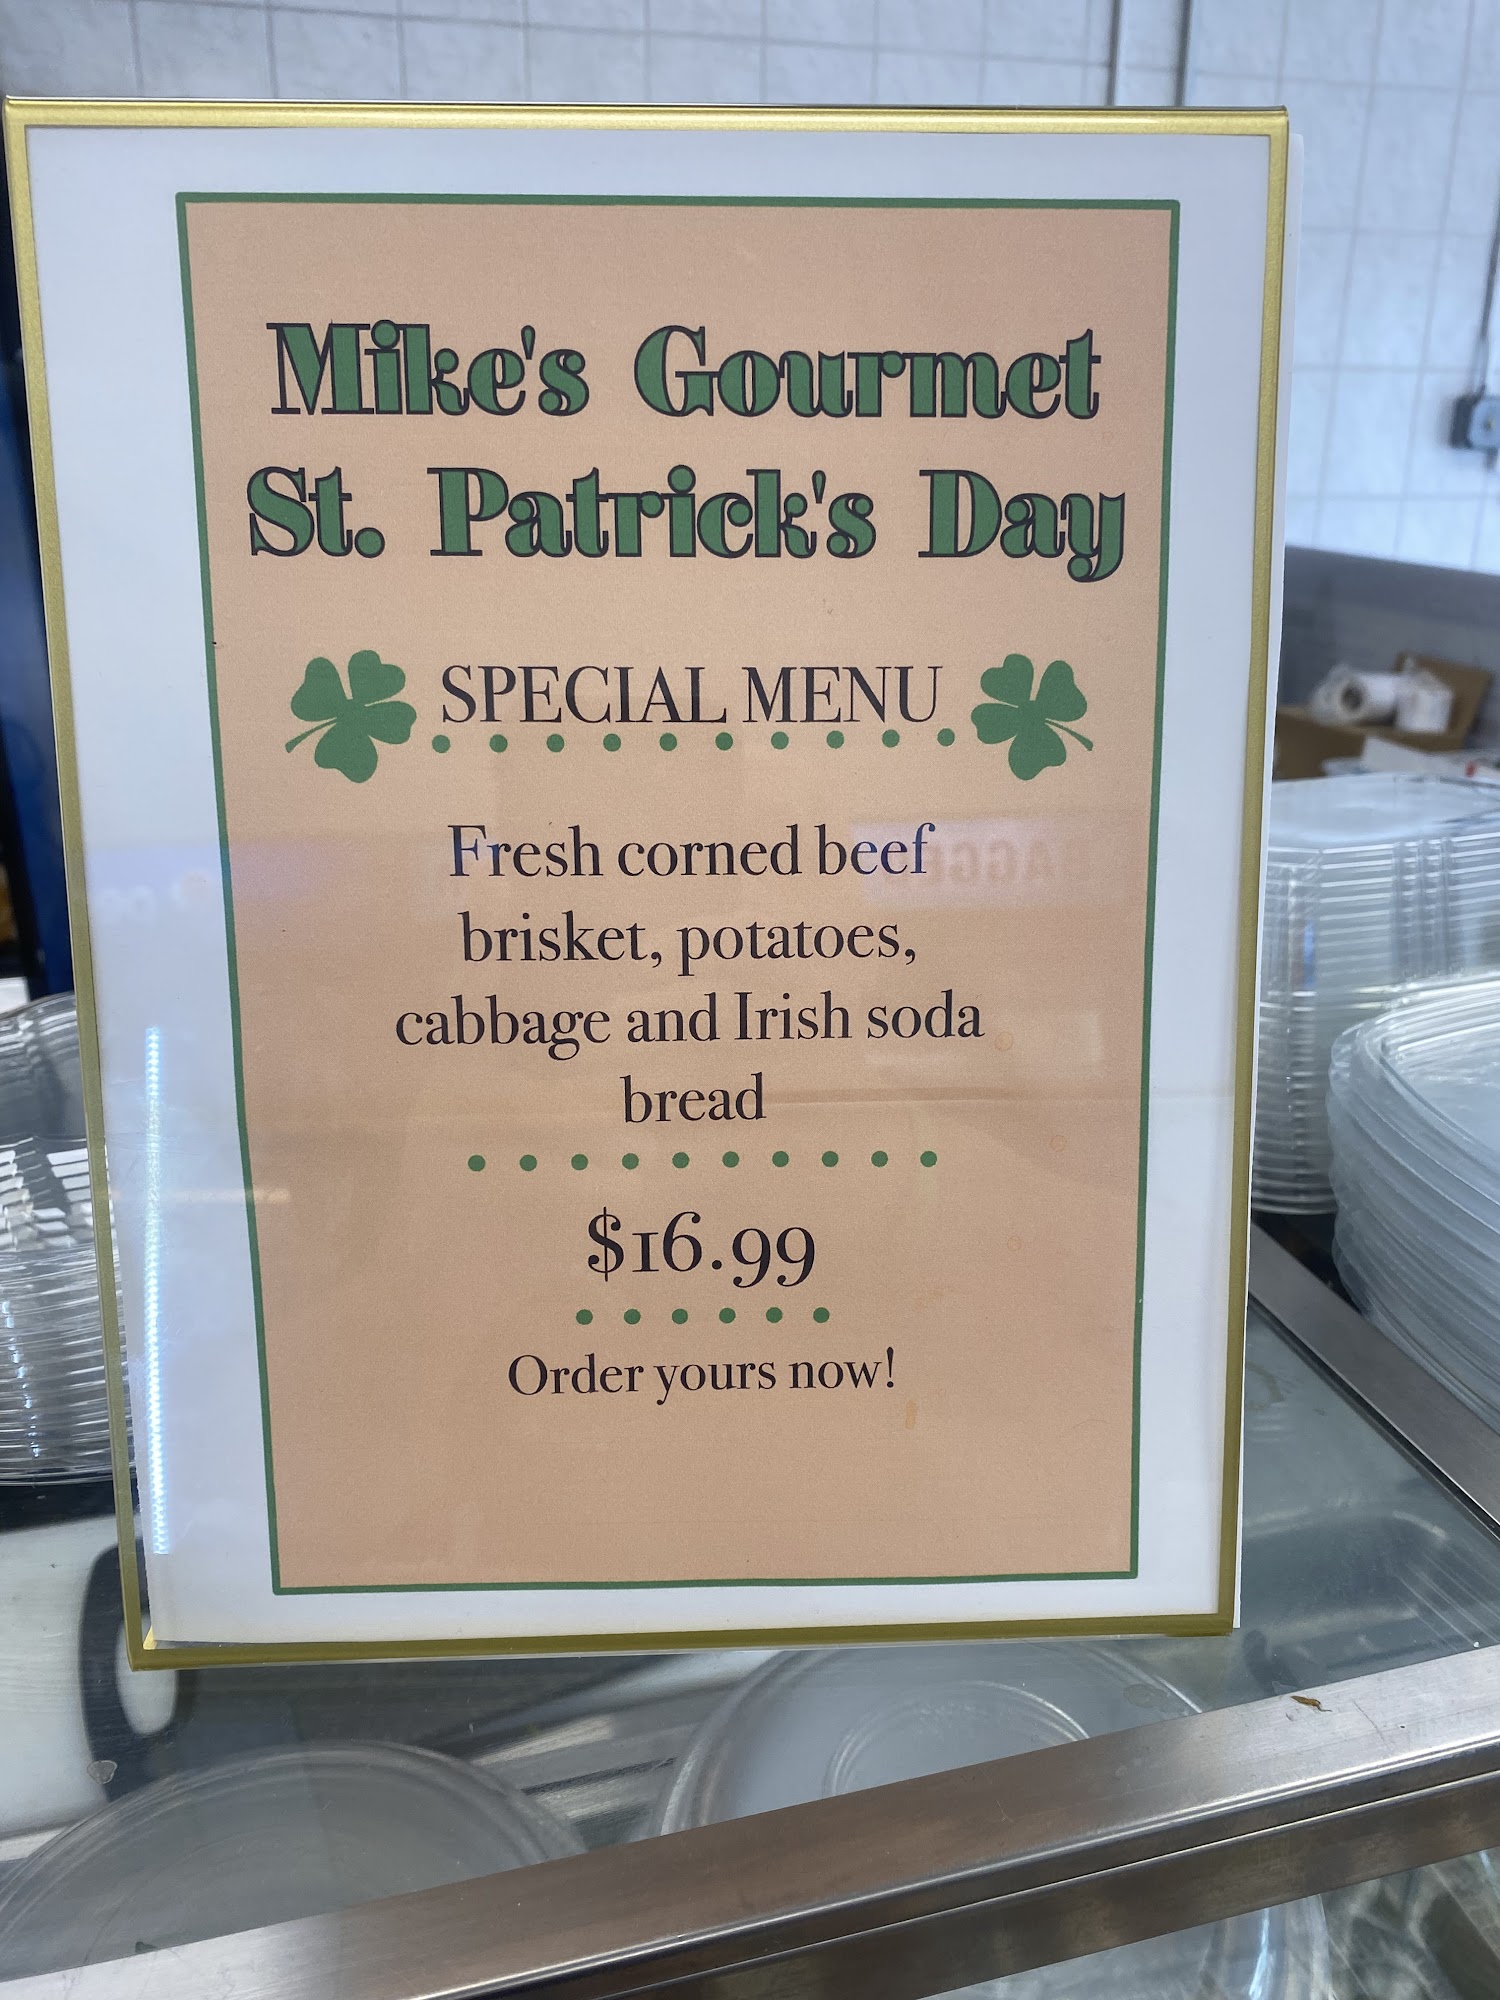 Mike's Gourmet
St. Patrick's Day
SPECIAL MENU
Fresh corned beef
brisket, potatoes,
cabbage and Irish soda
bread
$16.99
Order yours now!